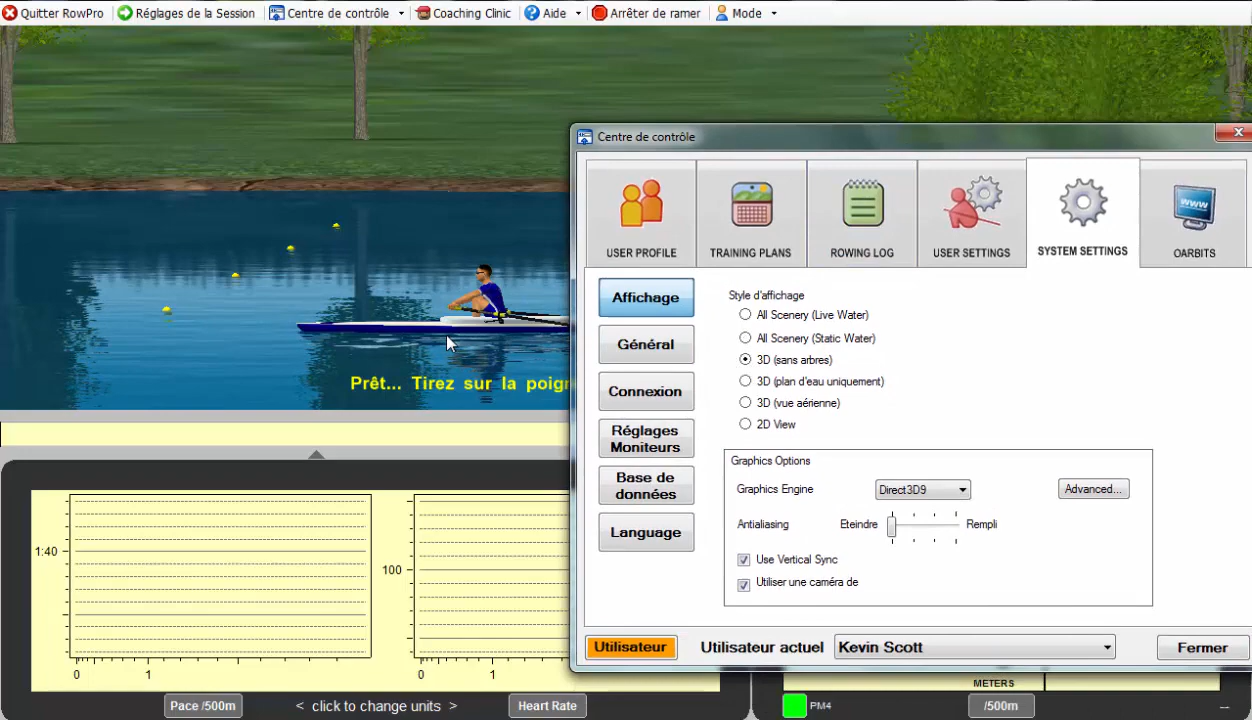 Quitter RowPro Réglages de la Session Centre de contrôle Coaching Clinic Aide Arrêter de ramer Mode
Centre de contrôle
USER PROFILE TRAINING PLANS ROWING LOG USER SETTINGS SYSTEM SETTINGS WWW OARBITS
Affichage
Général
Connexion
Réglages
Moniteurs
Base de
données
Language
Style d'affichage
All Scenery (Live Water)
All Scenery (Static Water)
3D (sans arbres)
3D (plan d'eau uniquement)
3D (vue aérienne)
2D View
Graphics Options
Graphics Engine Direct3D9 Advanced...
Antialiasing Eteindre Rempli
Use Vertical Sync
Utiliser une caméra de
Utilisateur Utilisateur actuel Kevin Scott Fermer
Prêt... Tirez sur la poign
1:40
100
0 1 0 1
METERS
Pace /500m < click to change units > Heart Rate PM4 /500m --